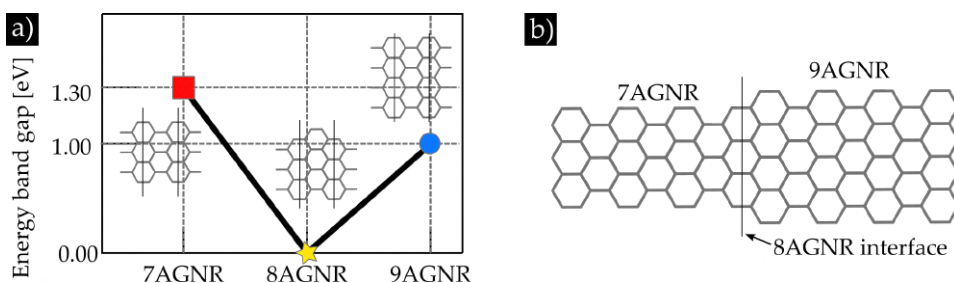 a)
Energy band gap [eV]
1.30
1.00
0.00
7AGNR
8AGNR
9AGNR
b)
7AGNR
9AGNR
8AGNR interface